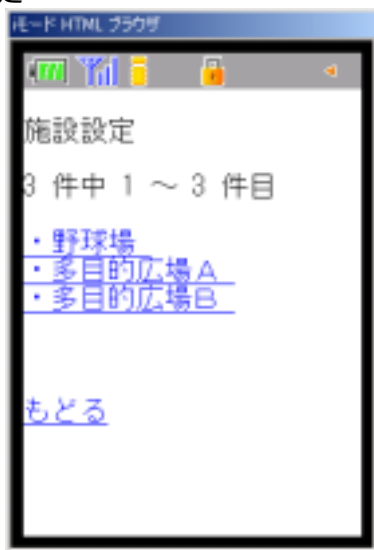 iモード HTML ブラウザ
施設設定
3 件中 1 ～ 3 件目
・野球場
・多目的広場A
・多目的広場B
もどる